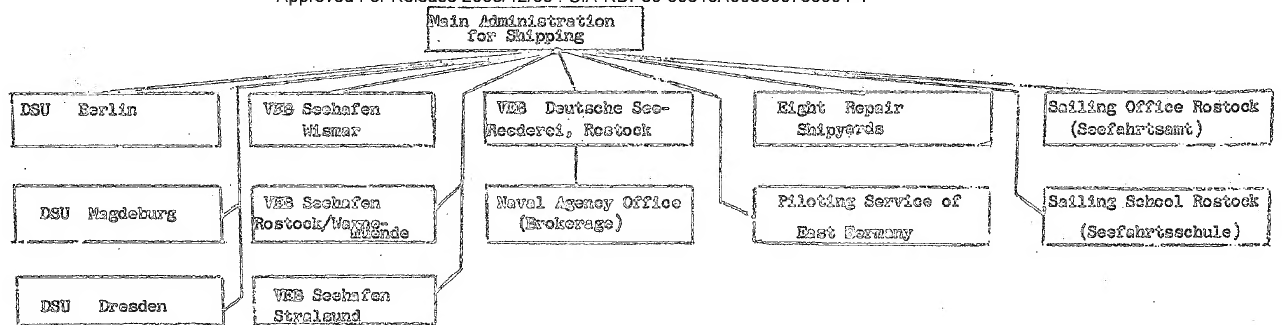 Approved For Release
Main Administration
for Shipping
DSU Berlin
VEB Seehafen
Wismar
VEB Deutsche See-
Reederei, Rostock
Eight Repair
Shipyards
Sailing Office Rostock
(Seefahrtsamt)
DSU Magdeburg
VEB Seehafen
Rostock/Warne-
muende
Naval Agency Office
(Brokerage)
Piloting Service of
East Germany
Sailing School Rostock
(Seefahrtsschule)
DSU Dresden
VEB Seehafen
Stralsund